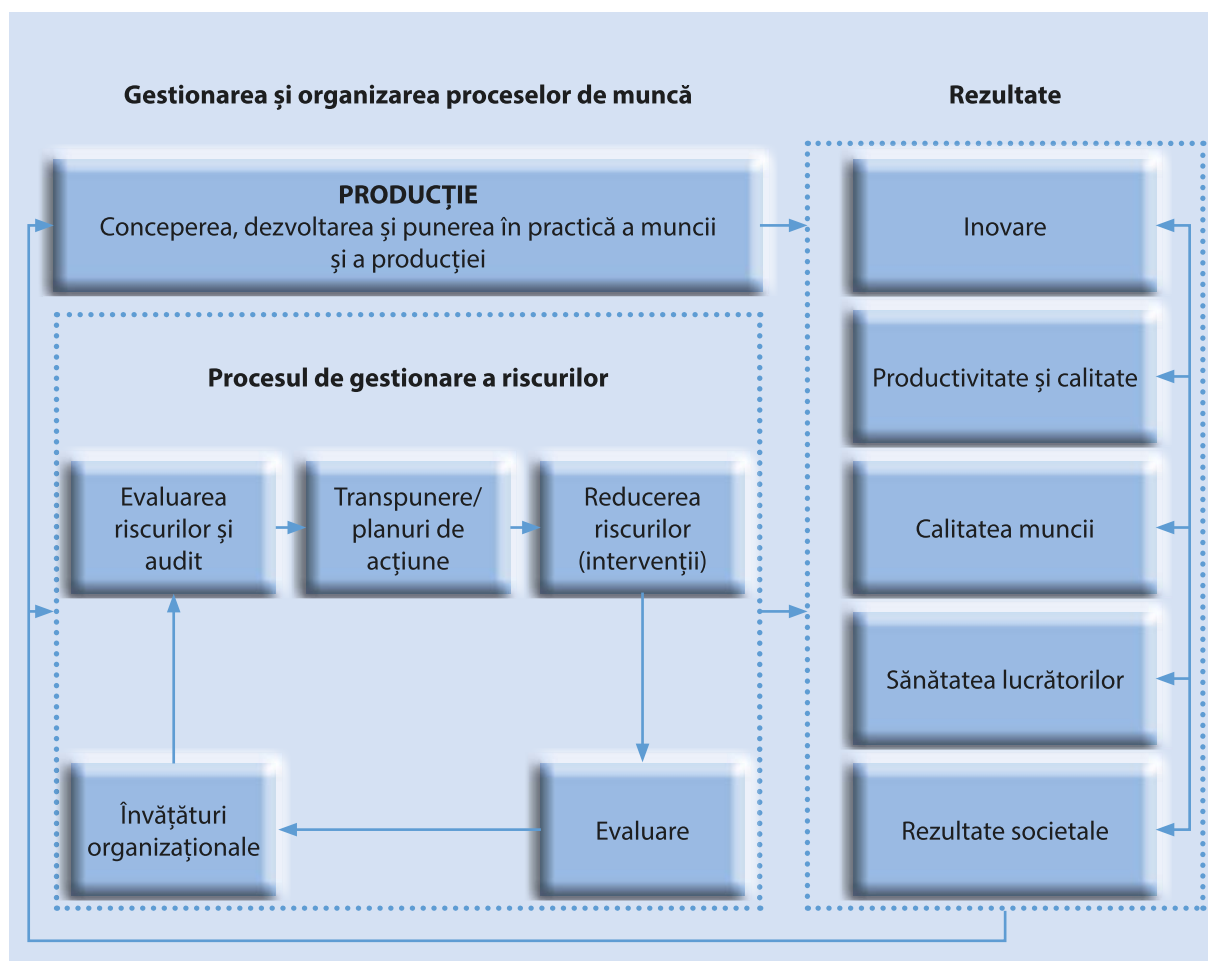 Gestionarea și organizarea proceselor de muncă
Rezultate
PRODUCȚIE
Conceperea, dezvoltarea și punerea în practică a muncii
și a producției
Procesul de gestionare a riscurilor
Evaluarea
riscurilor și
audit
Transpunere/
planuri de
acțiune
Reducerea
riscurilor
(intervenții)
Învățături
organizaționale
Evaluare
Inovare
Productivitate și calitate
Calitatea muncii
Sănătatea lucrătorilor
Rezultate societale